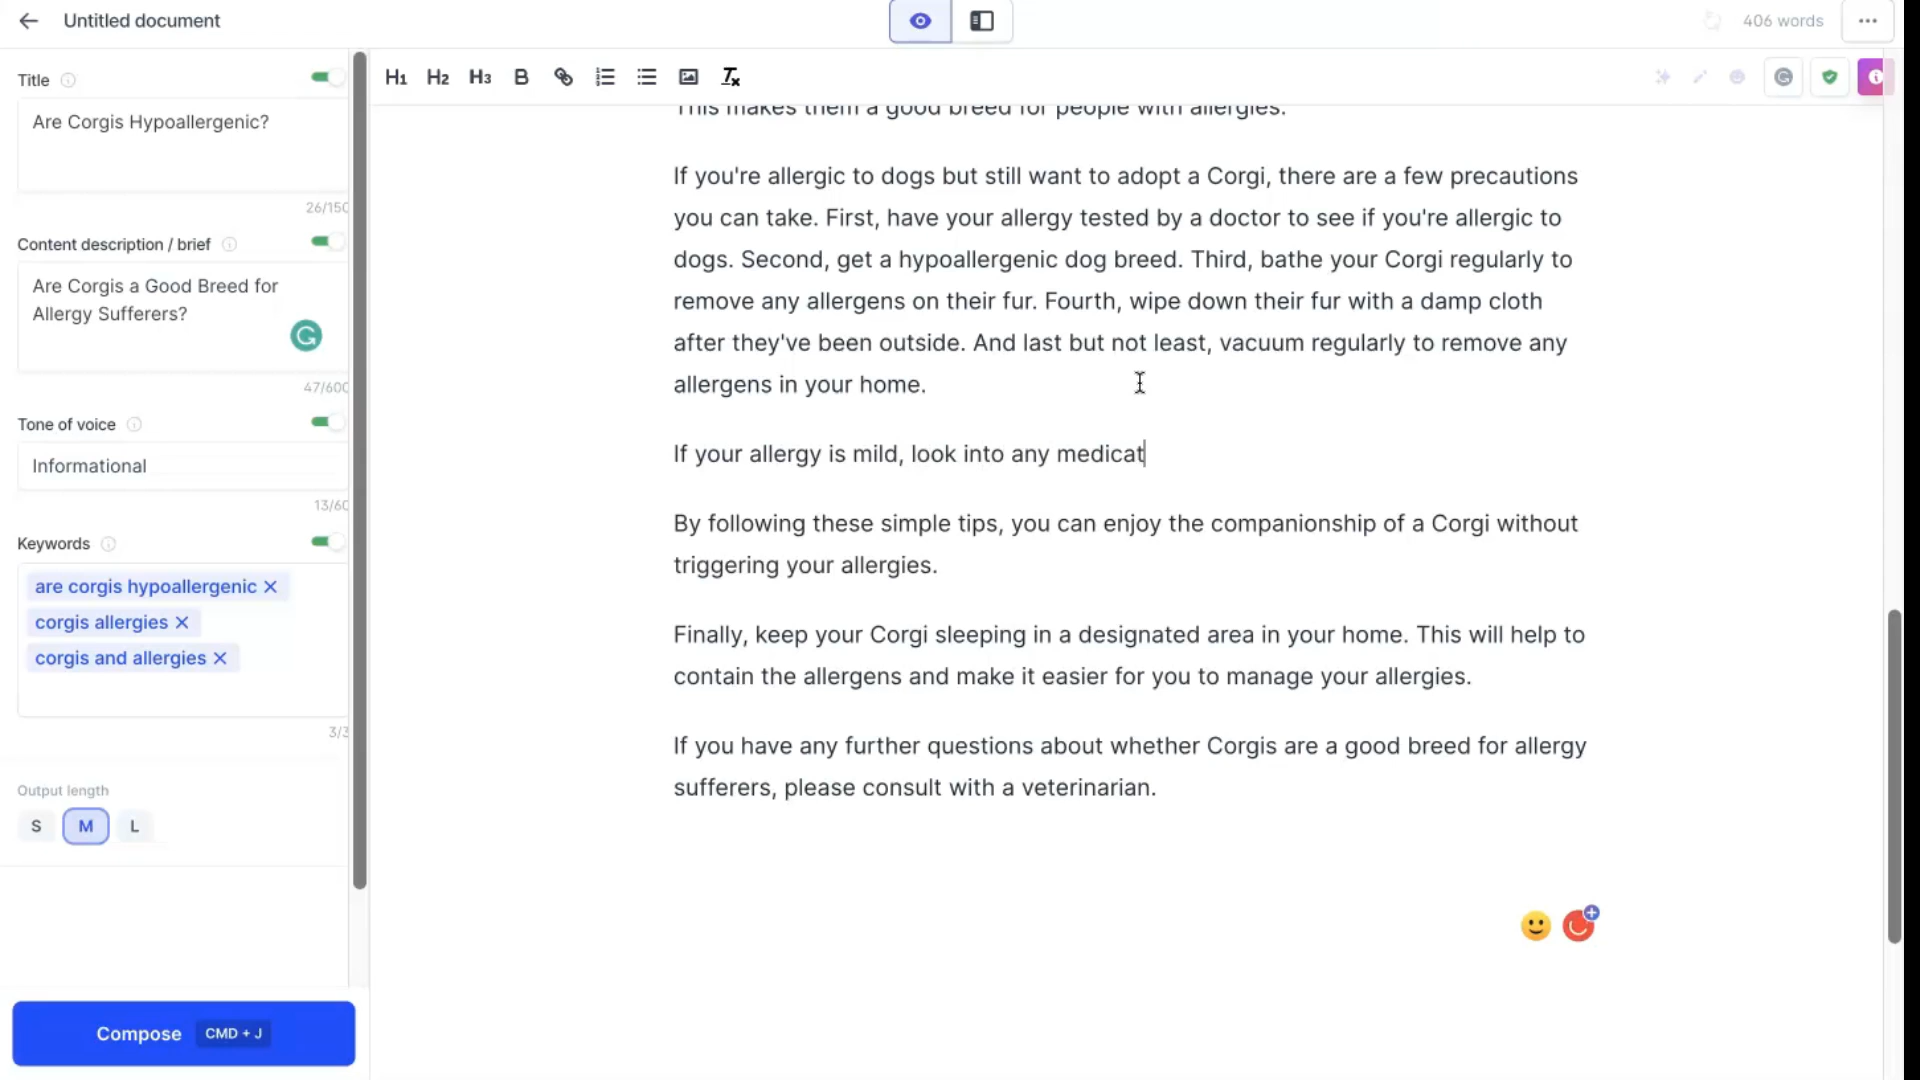 Untitled document
406 words
Title
H1 H2 H3 B
Are Corgis Hypoallergenic?
26/150
Content description / brief
Are Corgis a Good Breed for
Allergy Sufferers?
47/600
Tone of voice
Informational
13/60
Keywords
are corgis hypoallergenic
corgis allergies
corgis and allergies
3/3
Output length
S M L
Compose CMD + J
This makes them a good breed for people with allergies.
If you're allergic to dogs but still want to adopt a Corgi, there are a few precautions
you can take. First, have your allergy tested by a doctor to see if you're allergic to
dogs. Second, get a hypoallergenic dog breed. Third, bathe your Corgi regularly to
remove any allergens on their fur. Fourth, wipe down their fur with a damp cloth
after they've been outside. And last but not least, vacuum regularly to remove any
allergens in your home.
If your allergy is mild, look into any medicat
By following these simple tips, you can enjoy the companionship of a Corgi without
triggering your allergies.
Finally, keep your Corgi sleeping in a designated area in your home. This will help to
contain the allergens and make it easier for you to manage your allergies.
If you have any further questions about whether Corgis are a good breed for allergy
sufferers, please consult with a veterinarian.